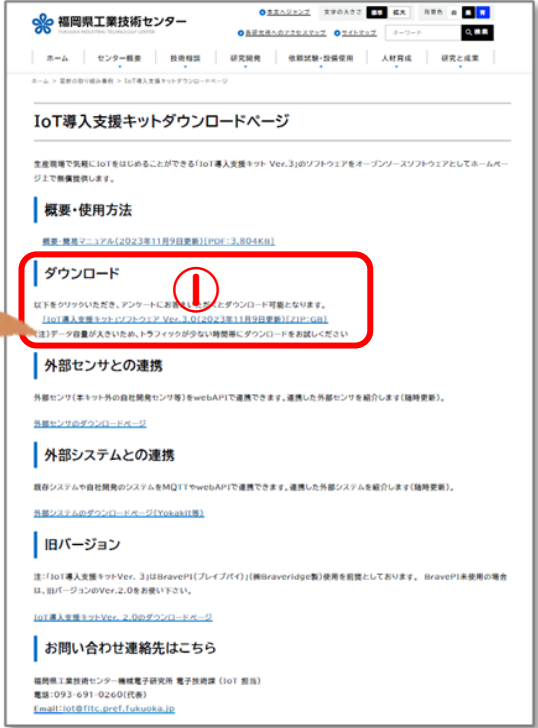 福岡県工業技術センター
FUKUOKA INDUSTRIAL TECHNOLOGY CENTER
本文へジャンプ 文字の大きさ 標準 拡大 背景色 白 黒 青
各研究所へのアクセスマップ サイトマップ キーワード 検索
ホーム センター概要 技術相談 研究開発 依頼試験・設備使用 人材育成 研究と成果
ホーム > 最新の取り組み事例 > IoT導入支援キットダウンロードページ
IoT導入支援キットダウンロードページ
生産現場で気軽にIoTをはじめることができる「IoT導入支援キット Ver.3」のソフトウェアをオープンソースソフトウェアとしてホームペー
ジ上で無償提供します。
概要・使用方法
概要・簡易マニュアル(2023年11月9日更新)[PDF:3,804KB]
ダウンロード
①
以下をクリックいただき、アンケートにお答えいただくとダウンロード可能となります。
「IoT導入支援キット」ソフトウェア Ver.3.0(2023年11月9日更新)[ZIP:GB]
(注)データ容量が大きいため、トラフィックが少ない時間帯にダウンロードをお試しください
外部センサとの連携
外部センサ(本キット外の自社開発センサ等)をwebAPIで連携できます。連携した外部センサを紹介します(随時更新)。
外部センサのダウンロードページ
外部システムとの連携
既存システムや自社開発のシステムをMQTTやwebAPIで連携できます。連携した外部システムを紹介します(随時更新)。
外部システムのダウンロードページ(Yokakit等)
旧バージョン
注:「IoT導入支援キットVer. 3」はBravePI(ブレイブパイ)」(㈱Braveridge製)使用を前提としております。 BravePI未使用の場合
は、旧バージョンのVer.2.0をお使い下さい。
IoT導入支援キットVer. 2.0のダウンロードページ
お問い合わせ連絡先はこちら
福岡県工業技術センター機械電子研究所 電子技術課 (IoT 担当)
電話:093-691-0260(代表)
Email:iot@fitc.pref.fukuoka.jp